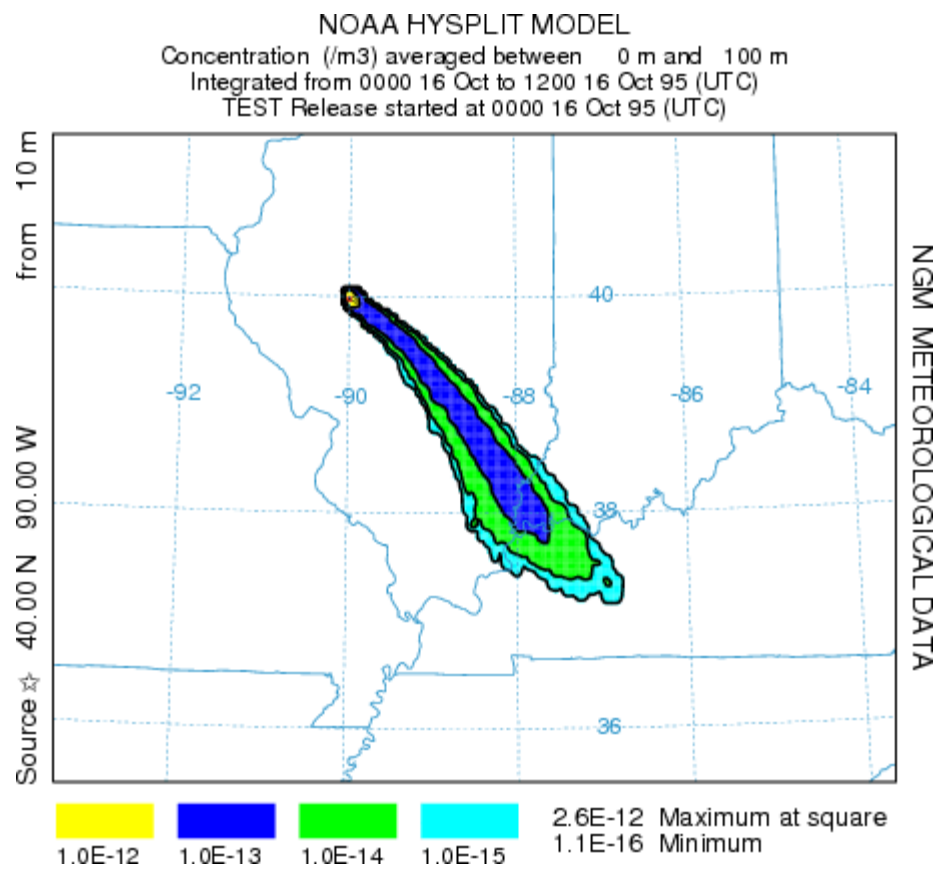 NOAA HYSPLIT MODEL
Concentration (/m3) averaged between 0 m and 100 m
Integrated from 0000 16 Oct to 1200 16 Oct 95 (UTC)
TEST Release started at 0000 16 Oct 95 (UTC)
Source ☆ 40.00 N 90.00 W from 10 m
NGM METEOROLOGICAL DATA
40
-92
-90
-88
-86
-84
38
36
1.0E-12
1.0E-13
1.0E-14
1.0E-15
2.6E-12 Maximum at square
1.1E-16 Minimum